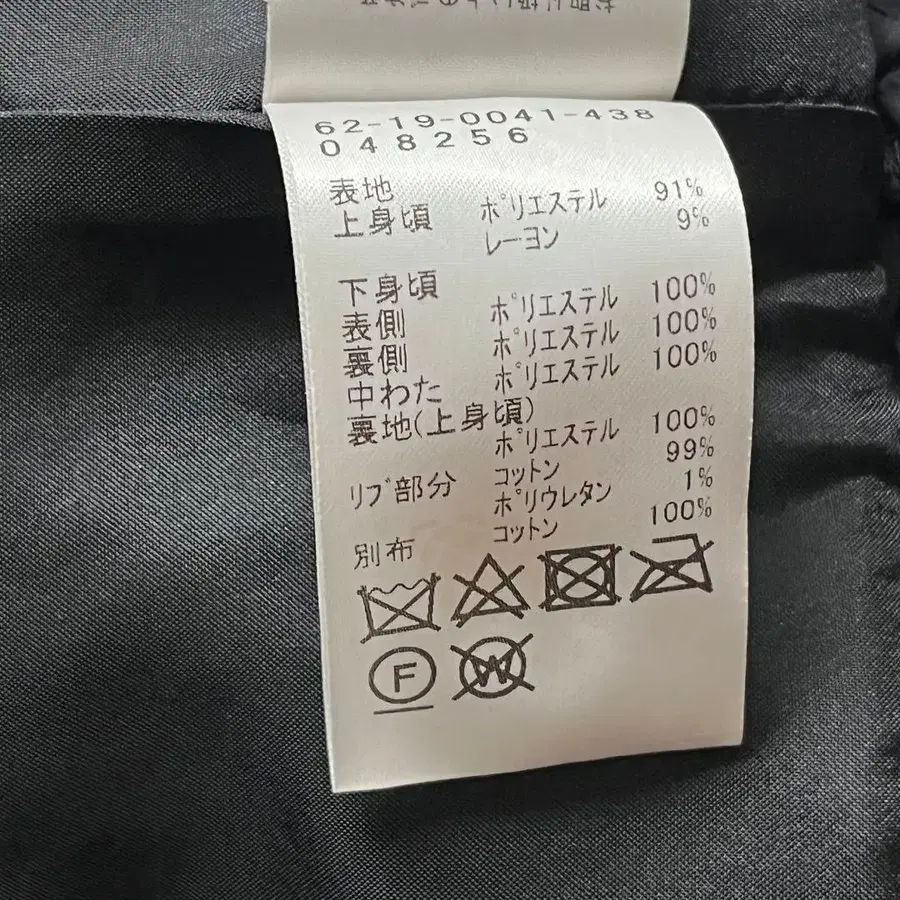 62-19-0041-438
048256
表地
上身頃 ポリエステル 91%
レーヨン 9%
下身頃
表側 ポリエステル 100%
裏側 ポリエステル 100%
中わた ポリエステル 100%
裏地(上身頃)
ポリエステル 100%
リブ部分 コットン 99%
ポリウレタン 1%
別布 コットン 100%
F
W